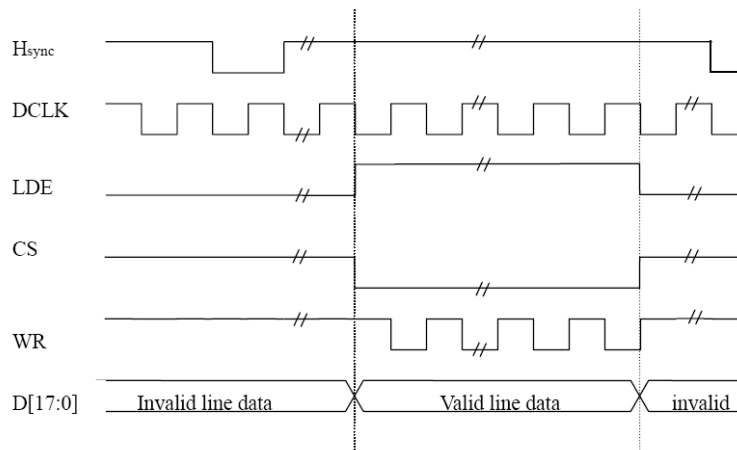 Hsync
DCLK
LDE
CS
WR
D[17:0] Invalid line data Valid line data invalid